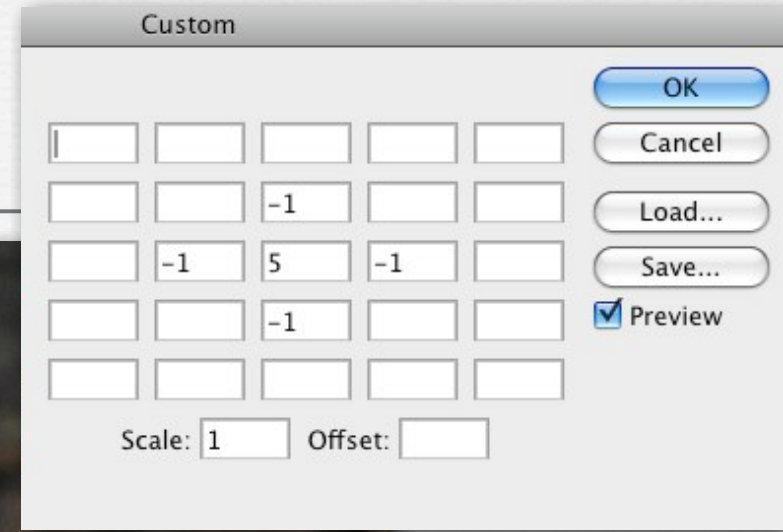 Custom
OK
Cancel
-1
Load...
-1 5 -1
Save...
-1
Preview
Scale: 1 Offset: